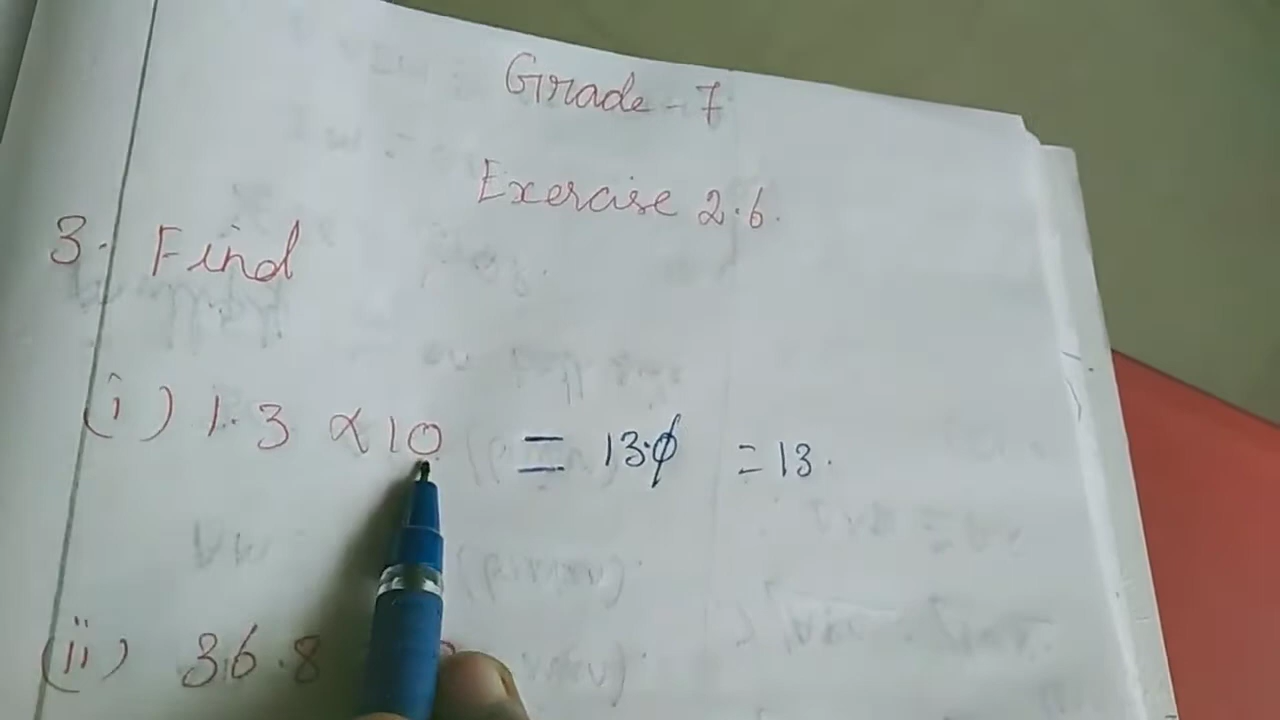 Grade - 7
Exercise 2.6.
3. Find
(i) 1.3 × 10 = 13.0 = 13.
(ii) 36.8